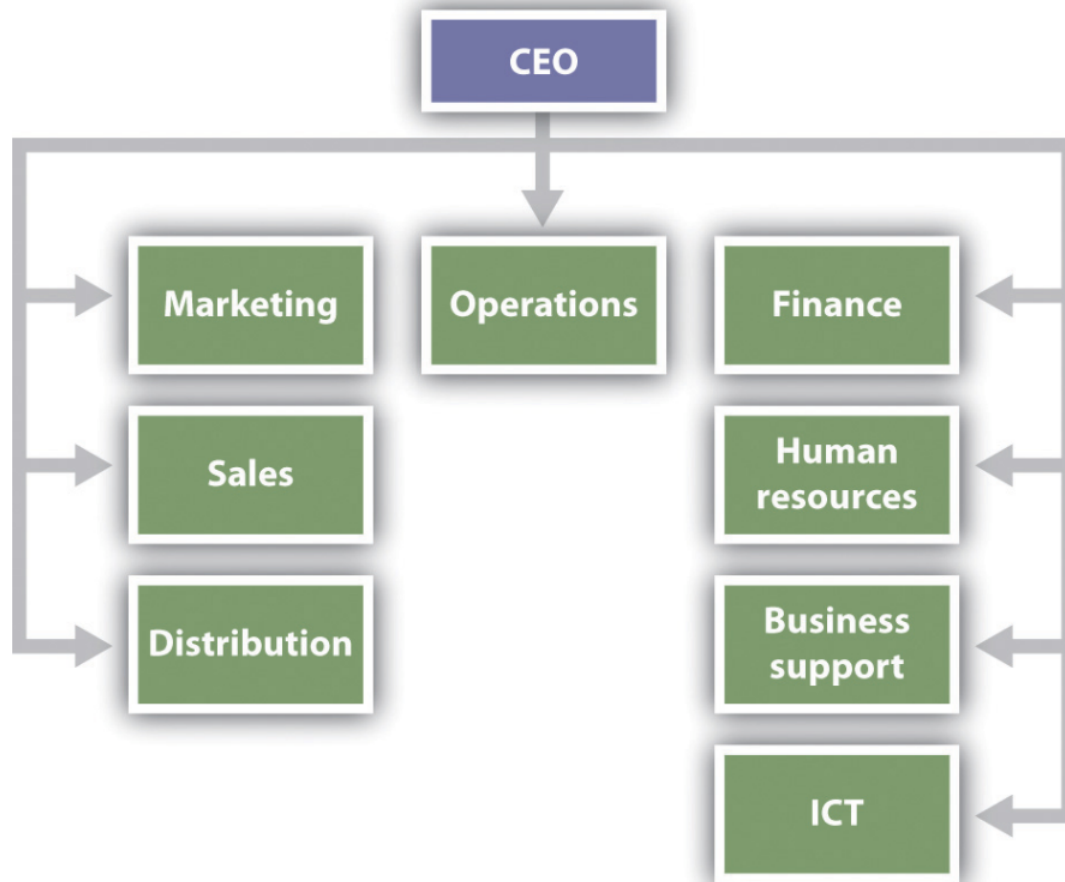 CEO
Marketing
Operations
Finance
Sales
Human
resources
Distribution
Business
support
ICT